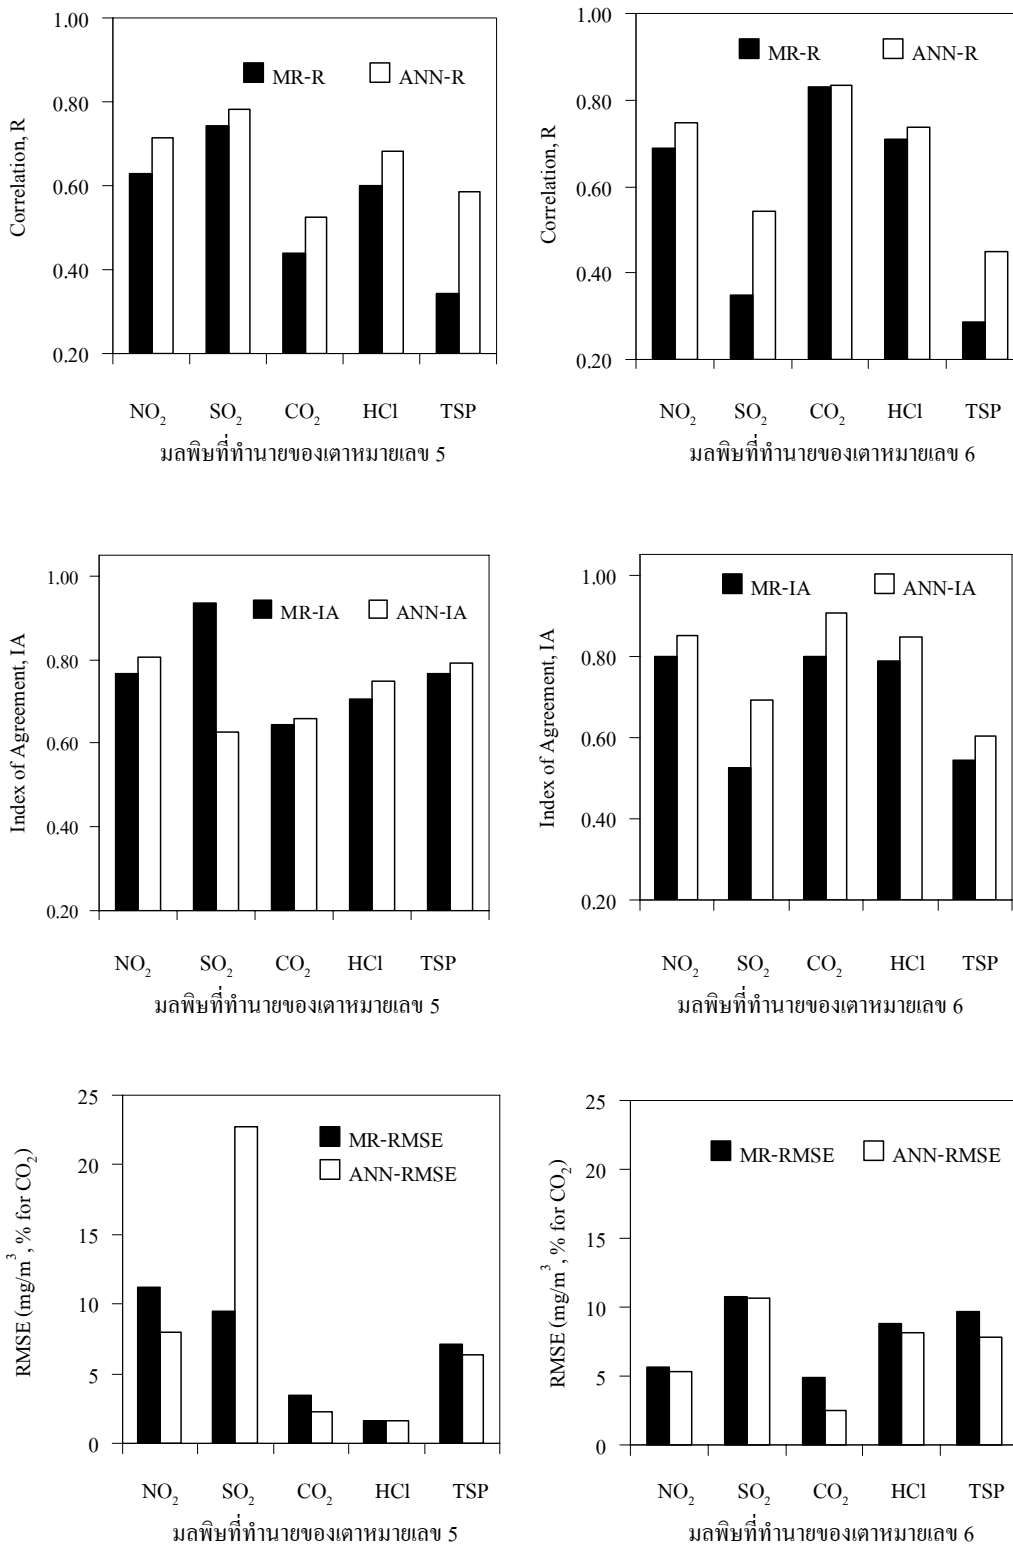 1.00
0.80
0.60
0.40
0.20
Correlation, R
MR-R
ANN-R
NO₂ SO₂ CO₂ HCl TSP
มลพิษที่ทำนายของเตาหมายเลข 5
1.00
0.80
0.60
0.40
0.20
Correlation, R
MR-R
ANN-R
NO₂ SO₂ CO₂ HCl TSP
มลพิษที่ทำนายของเตาหมายเลข 6
1.00
0.80
0.60
0.40
0.20
Index of Agreement, IA
MR-IA
ANN-IA
NO₂ SO₂ CO₂ HCl TSP
มลพิษที่ทำนายของเตาหมายเลข 5
1.00
0.80
0.60
0.40
0.20
Index of Agreement, IA
MR-IA
ANN-IA
NO₂ SO₂ CO₂ HCl TSP
มลพิษที่ทำนายของเตาหมายเลข 6
25
20
15
10
5
0
RMSE (mg/m³, % for CO₂)
MR-RMSE
ANN-RMSE
NO₂ SO₂ CO₂ HCl TSP
มลพิษที่ทำนายของเตาหมายเลข 5
25
20
15
10
5
0
RMSE (mg/m³, % for CO₂)
MR-RMSE
ANN-RMSE
NO₂ SO₂ CO₂ HCl TSP
มลพิษที่ทำนายของเตาหมายเลข 6